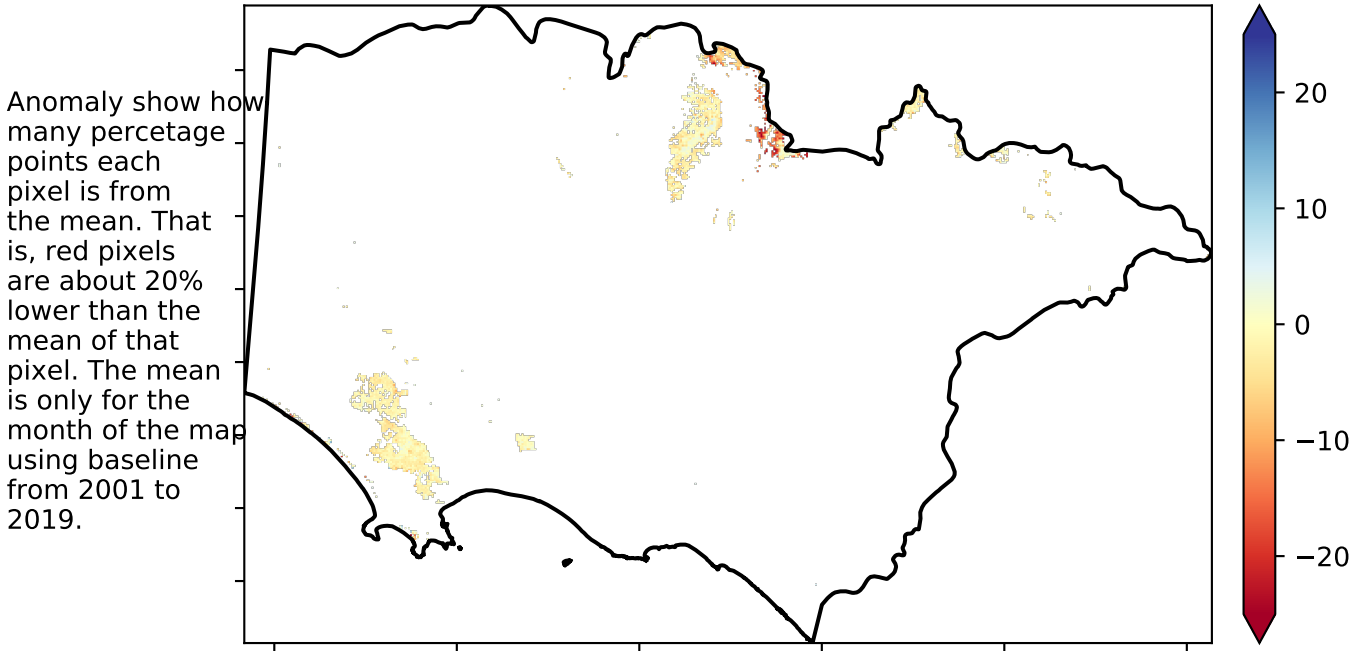 Anomaly show how
many percetage
points each
pixel is from
the mean. That
is, red pixels
are about 20%
lower than the
mean of that
pixel. The mean
is only for the
month of the map
using baseline
from 2001 to
2019.
20
10
0
−10
−20